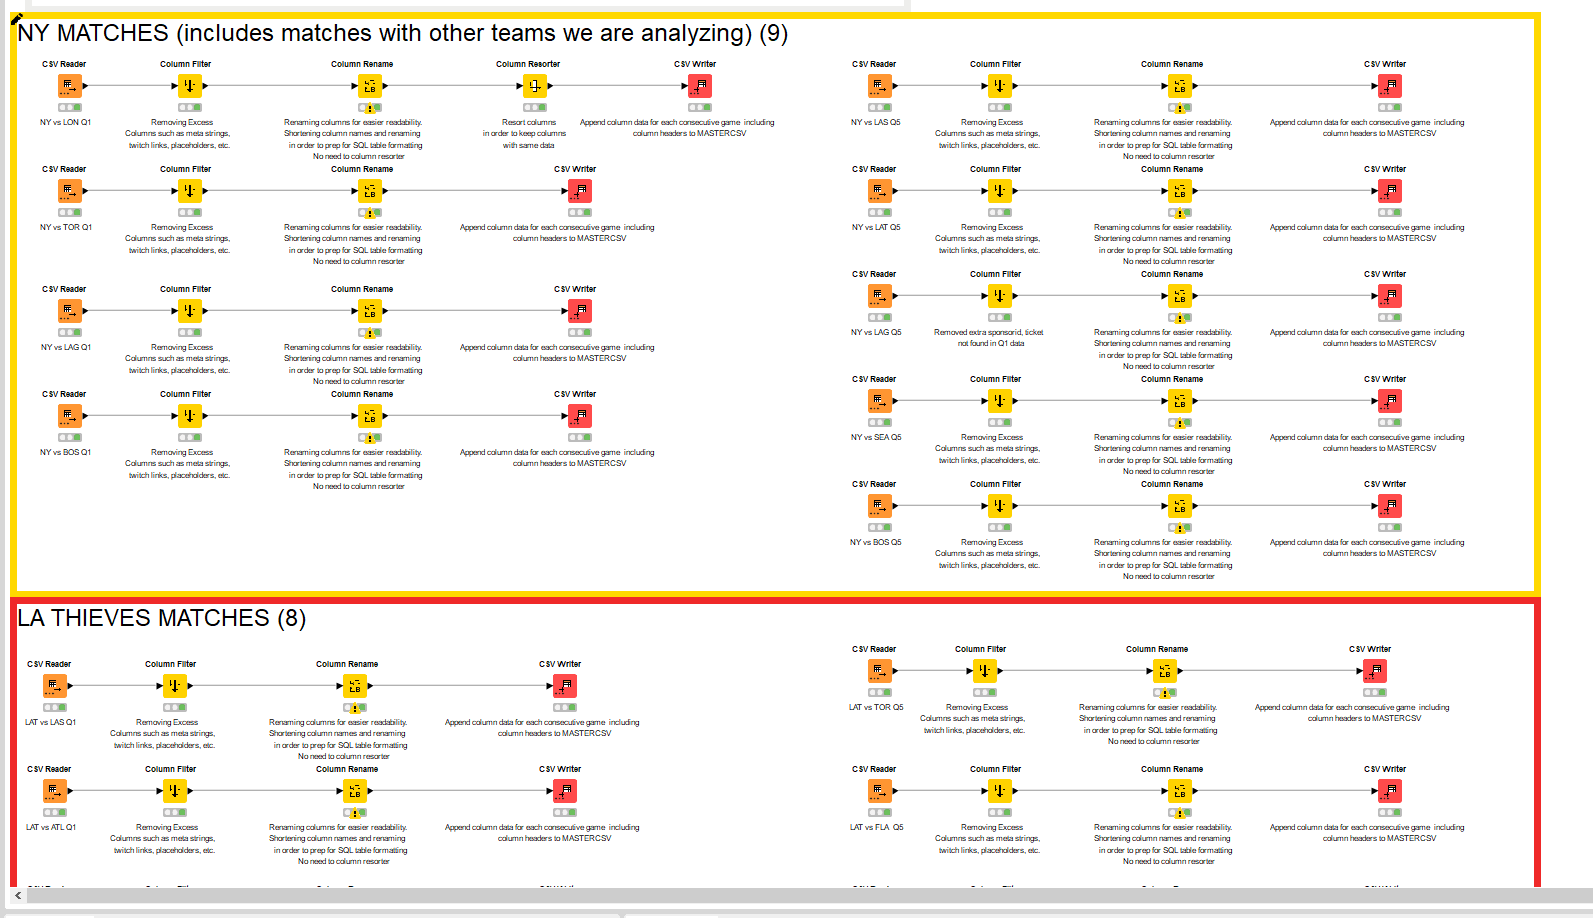 NY MATCHES (includes matches with other teams we are analyzing) (9)
CSV Reader Column Filter Column Rename Column Resorter CSV Writer
NY vs LON Q1 Removing Excess Renaming columns for easier readability. Resort columns Append column data for each consecutive game including
Columns such as meta strings, Shortening column names and renaming in order to keep columns column headers to MASTERCSV
twitch links, placeholders, etc. in order to prep for SQL table formatting with same data
No need to column resorter
CSV Reader Column Filter Column Rename CSV Writer
NY vs TOR Q1 Removing Excess Renaming columns for easier readability. Append column data for each consecutive game including
Columns such as meta strings, Shortening column names and renaming column headers to MASTERCSV
twitch links, placeholders, etc. in order to prep for SQL table formatting
No need to column resorter
CSV Reader Column Filter Column Rename CSV Writer
NY vs LAG Q1 Removing Excess Renaming columns for easier readability. Append column data for each consecutive game including
Columns such as meta strings, Shortening column names and renaming column headers to MASTERCSV
twitch links, placeholders, etc. in order to prep for SQL table formatting
No need to column resorter
CSV Reader Column Filter Column Rename CSV Writer
NY vs BOS Q1 Removing Excess Renaming columns for easier readability. Append column data for each consecutive game including
Columns such as meta strings, Shortening column names and renaming column headers to MASTERCSV
twitch links, placeholders, etc. in order to prep for SQL table formatting
No need to column resorter
CSV Reader Column Filter Column Rename CSV Writer
NY vs LAS Q5 Removing Excess Renaming columns for easier readability. Append column data for each consecutive game including
Columns such as meta strings, Shortening column names and renaming column headers to MASTERCSV
twitch links, placeholders, etc. in order to prep for SQL table formatting
No need to column resorter
CSV Reader Column Filter Column Rename CSV Writer
NY vs LAT Q5 Removing Excess Renaming columns for easier readability. Append column data for each consecutive game including
Columns such as meta strings, Shortening column names and renaming column headers to MASTERCSV
twitch links, placeholders, etc. in order to prep for SQL table formatting
No need to column resorter
CSV Reader Column Filter Column Rename CSV Writer
NY vs LAG Q5 Removed extra sponsorid, ticket Renaming columns for easier readability. Append column data for each consecutive game including
not found in Q1 data Shortening column names and renaming column headers to MASTERCSV
in order to prep for SQL table formatting
No need to column resorter
CSV Reader Column Filter Column Rename CSV Writer
NY vs SEA Q5 Removing Excess Renaming columns for easier readability. Append column data for each consecutive game including
Columns such as meta strings, Shortening column names and renaming column headers to MASTERCSV
twitch links, placeholders, etc. in order to prep for SQL table formatting
No need to column resorter
CSV Reader Column Filter Column Rename CSV Writer
NY vs BOS Q5 Removing Excess Renaming columns for easier readability. Append column data for each consecutive game including
Columns such as meta strings, Shortening column names and renaming column headers to MASTERCSV
twitch links, placeholders, etc. in order to prep for SQL table formatting
No need to column resorter
LA THIEVES MATCHES (8)
CSV Reader Column Filter Column Rename CSV Writer
LAT vs LAS Q1 Removing Excess Renaming columns for easier readability. Append column data for each consecutive game including
Columns such as meta strings, Shortening column names and renaming column headers to MASTERCSV
twitch links, placeholders, etc. in order to prep for SQL table formatting
No need to column resorter
CSV Reader Column Filter Column Rename CSV Writer
LAT vs ATL Q1 Removing Excess Renaming columns for easier readability. Append column data for each consecutive game including
Columns such as meta strings, Shortening column names and renaming column headers to MASTERCSV
twitch links, placeholders, etc. in order to prep for SQL table formatting
No need to column resorter
CSV Reader Column Filter Column Rename CSV Writer
LAT vs TOR Q5 Removing Excess Renaming columns for easier readability. Append column data for each consecutive game including
Columns such as meta strings, Shortening column names and renaming column headers to MASTERCSV
twitch links, placeholders, etc. in order to prep for SQL table formatting
No need to column resorter
CSV Reader Column Filter Column Rename CSV Writer
LAT vs FLA Q5 Removing Excess Renaming columns for easier readability. Append column data for each consecutive game including
Columns such as meta strings, Shortening column names and renaming column headers to MASTERCSV
twitch links, placeholders, etc. in order to prep for SQL table formatting
No need to column resorter